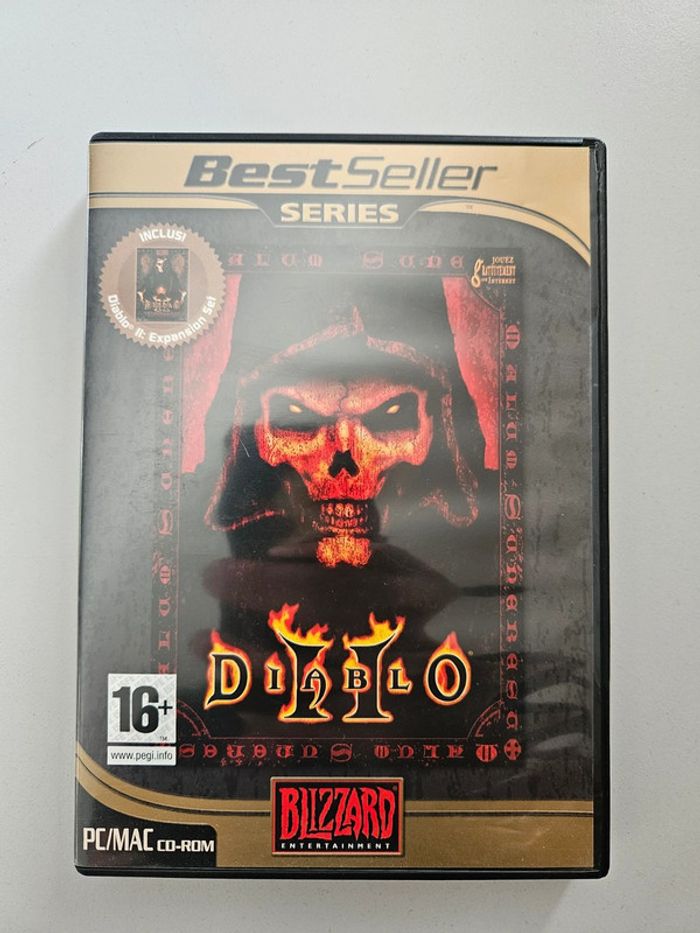 BestSeller
SERIES
INCLUS!
Diablo® II: Expansion Set
JOUEZ
GRATUITEMENT
SUR INTERNET
DIABLO
II
16+
www.pegi.info
PC/MAC CD-ROM
BLIZZARD
ENTERTAINMENT